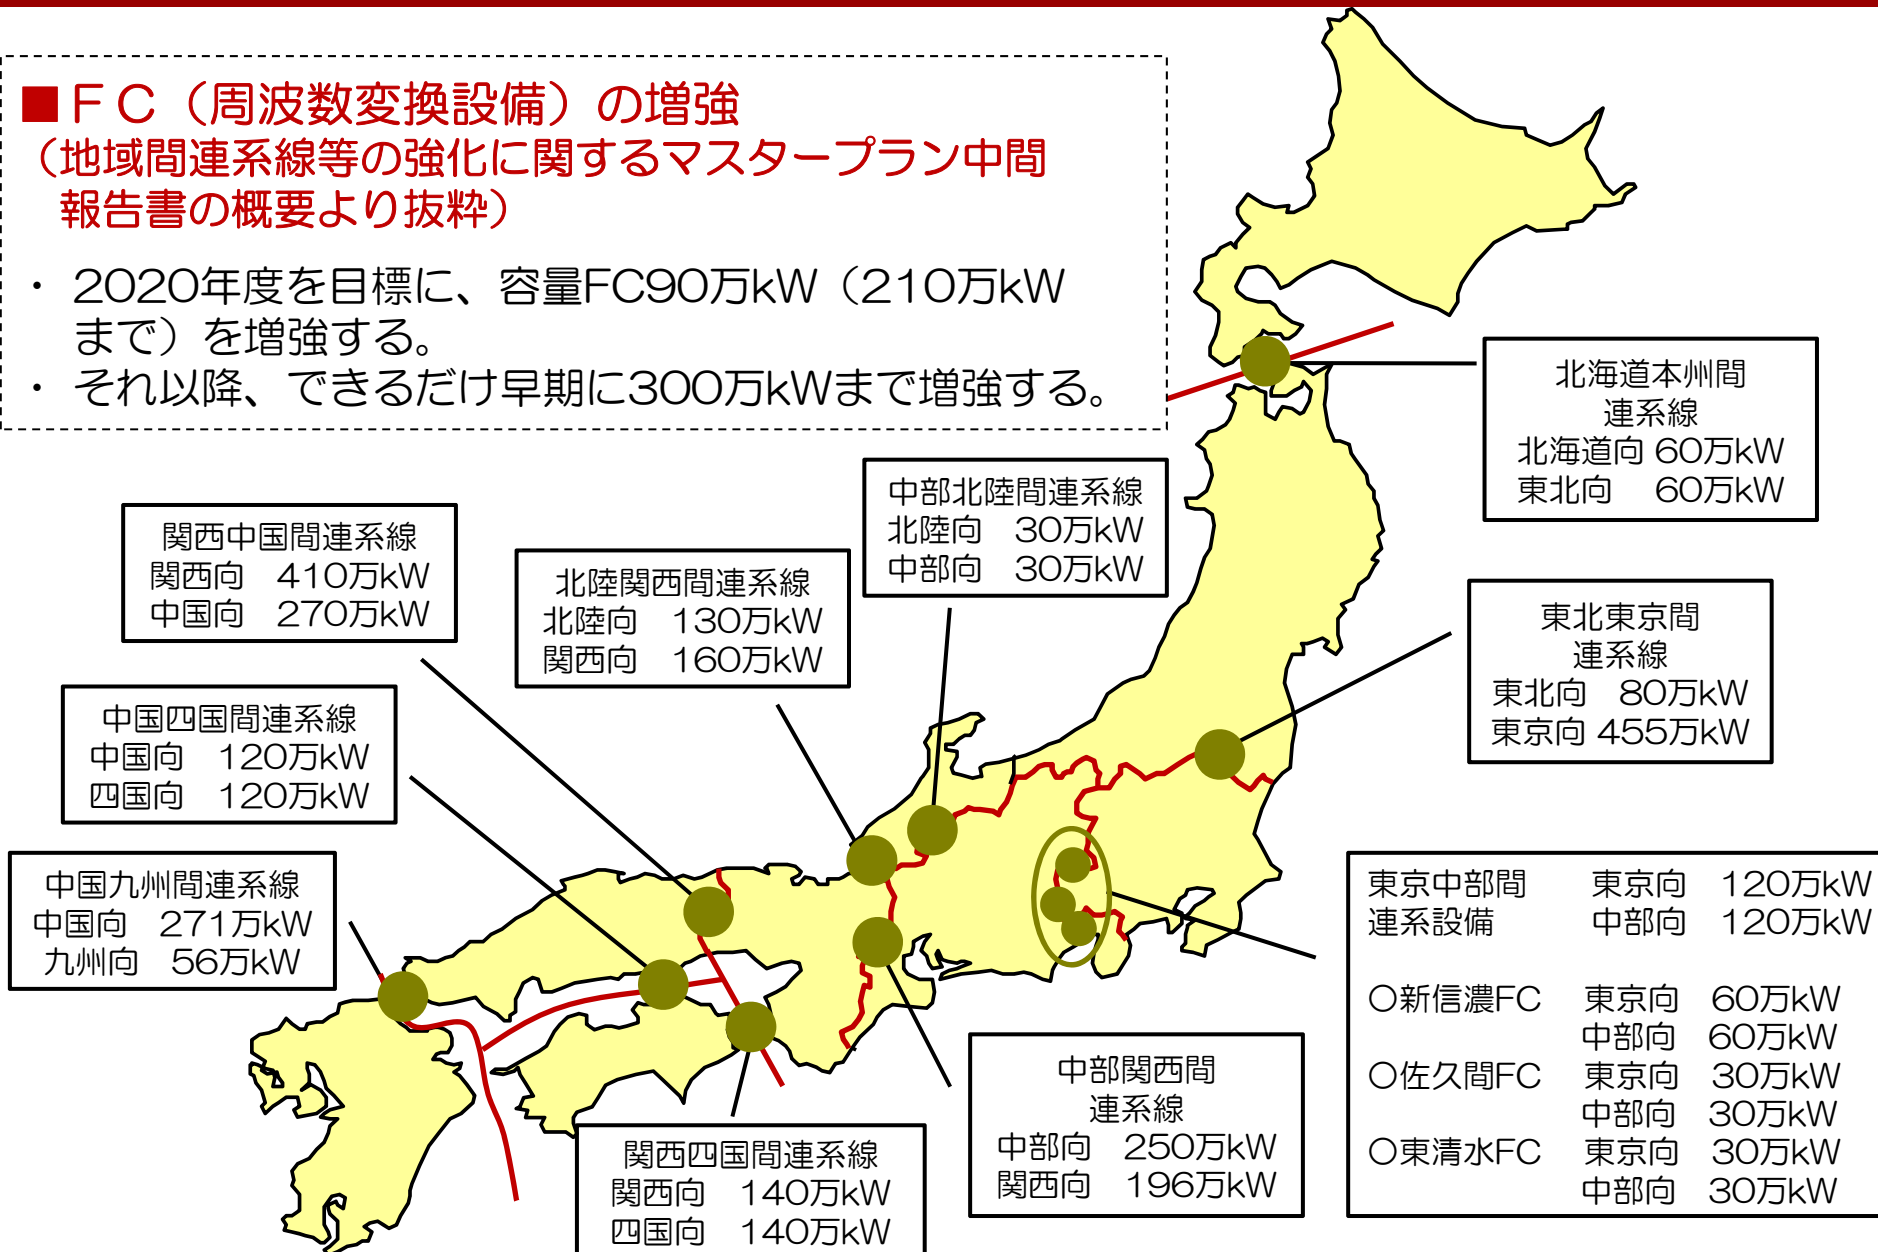 ■ＦＣ（周波数変換設備）の増強
（地域間連系線等の強化に関するマスタープラン中間
報告書の概要より抜粋）
・ 2020年度を目標に、容量FC90万kW（210万kW
まで）を増強する。
・ それ以降、できるだけ早期に300万kWまで増強する。
北海道本州間
連系線
北海道向 60万kW
東北向 60万kW
中部北陸間連系線
北陸向 30万kW
中部向 30万kW
関西中国間連系線
関西向 410万kW
中国向 270万kW
北陸関西間連系線
北陸向 130万kW
関西向 160万kW
東北東京間
連系線
東北向 80万kW
東京向 455万kW
中国四国間連系線
中国向 120万kW
四国向 120万kW
中国九州間連系線
中国向 271万kW
九州向 56万kW
東京中部間 東京向 120万kW
連系設備 中部向 120万kW
○新信濃FC 東京向 60万kW
中部向 60万kW
○佐久間FC 東京向 30万kW
中部向 30万kW
○東清水FC 東京向 30万kW
中部向 30万kW
中部関西間
連系線
中部向 250万kW
関西向 196万kW
関西四国間連系線
関西向 140万kW
四国向 140万kW